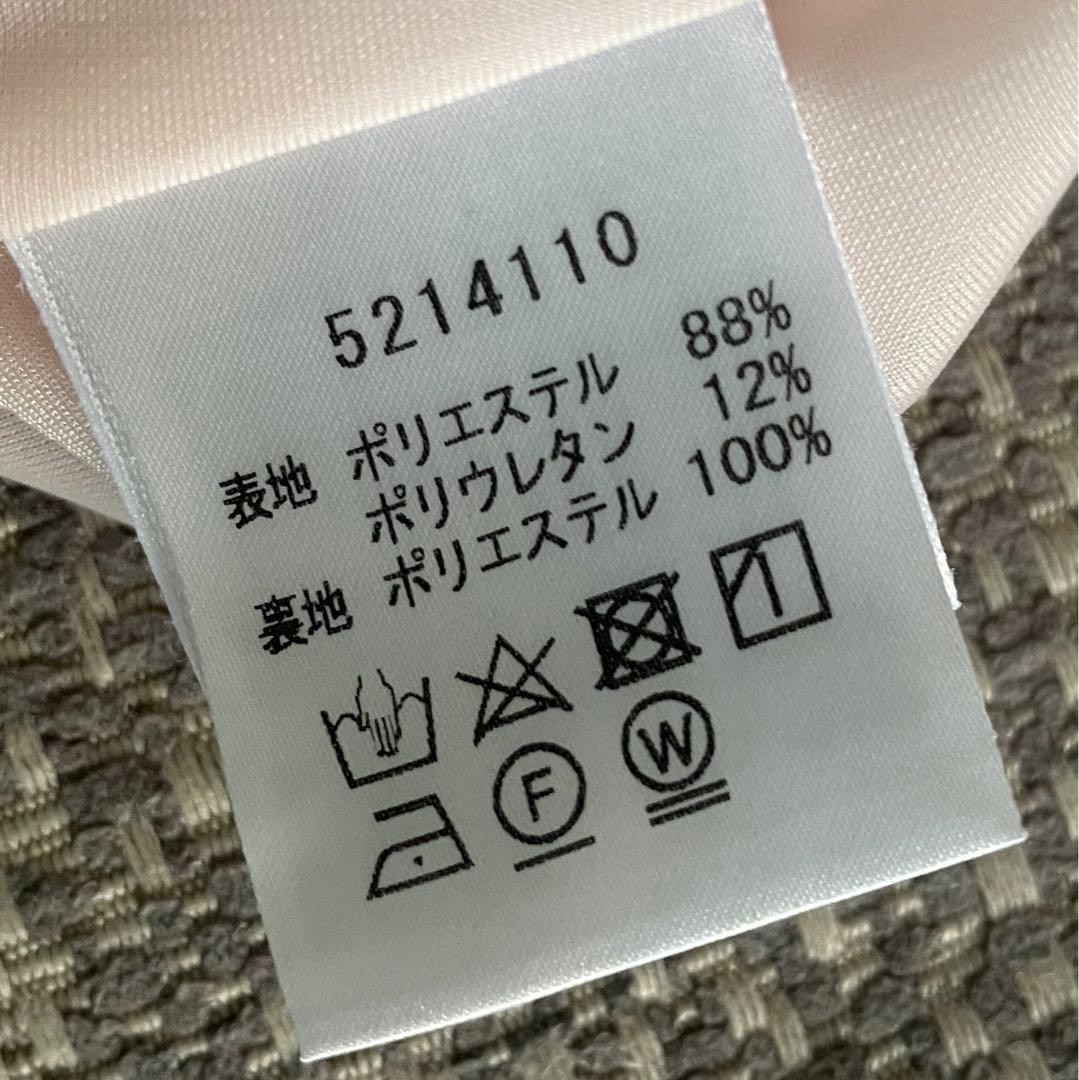 5214110
表地 ポリエステル 88%
ポリウレタン 12%
裏地 ポリエステル 100%
F W